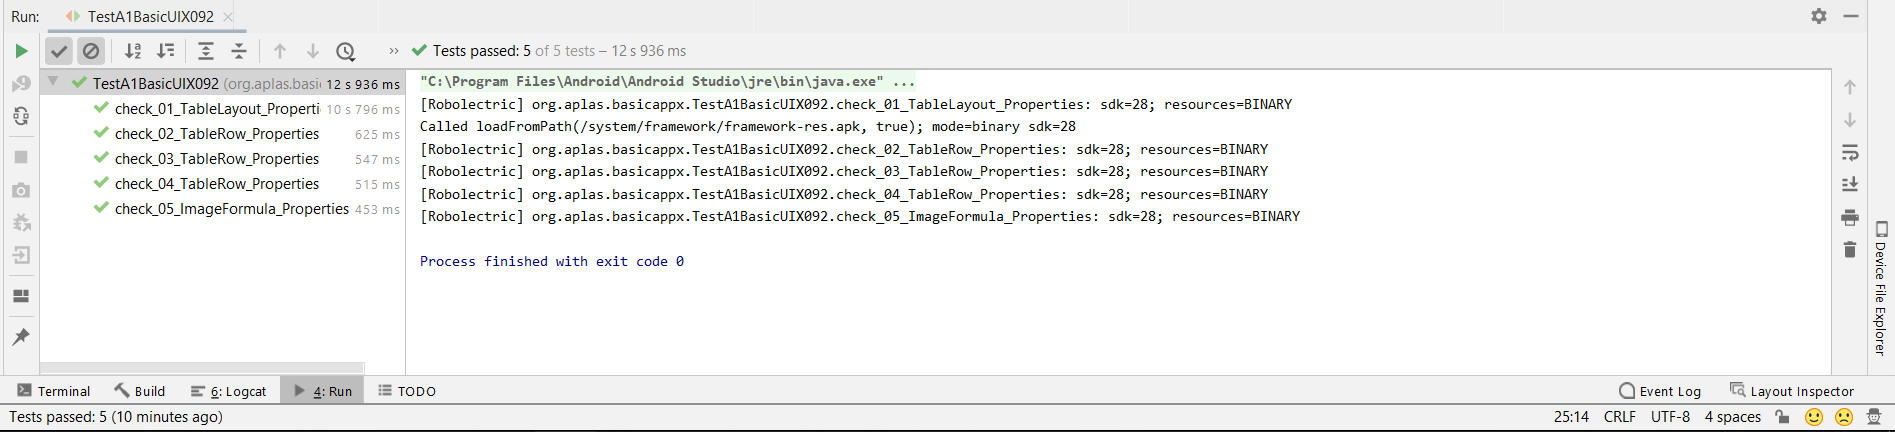 Run: TestA1BasicUIX092
Tests passed: 5 of 5 tests – 12 s 936 ms
TestA1BasicUIX092 (org.aplas.basic 12 s 936 ms
check_01_TableLayout_Properti 10 s 796 ms
check_02_TableRow_Properties 625 ms
check_03_TableRow_Properties 547 ms
check_04_TableRow_Properties 515 ms
check_05_ImageFormula_Properties 453 ms
"C:\Program Files\Android\Android Studio\jre\bin\java.exe" ...
[Robolectric] org.aplas.basicappx.TestA1BasicUIX092.check_01_TableLayout_Properties: sdk=28; resources=BINARY
Called loadFromPath(/system/framework/framework-res.apk, true); mode=binary sdk=28
[Robolectric] org.aplas.basicappx.TestA1BasicUIX092.check_02_TableRow_Properties: sdk=28; resources=BINARY
[Robolectric] org.aplas.basicappx.TestA1BasicUIX092.check_03_TableRow_Properties: sdk=28; resources=BINARY
[Robolectric] org.aplas.basicappx.TestA1BasicUIX092.check_04_TableRow_Properties: sdk=28; resources=BINARY
[Robolectric] org.aplas.basicappx.TestA1BasicUIX092.check_05_ImageFormula_Properties: sdk=28; resources=BINARY
Process finished with exit code 0
Device File Explorer
Terminal Build 6: Logcat 4: Run TODO Event Log Layout Inspector
Tests passed: 5 (10 minutes ago) 25:14 CRLF UTF-8 4 spaces